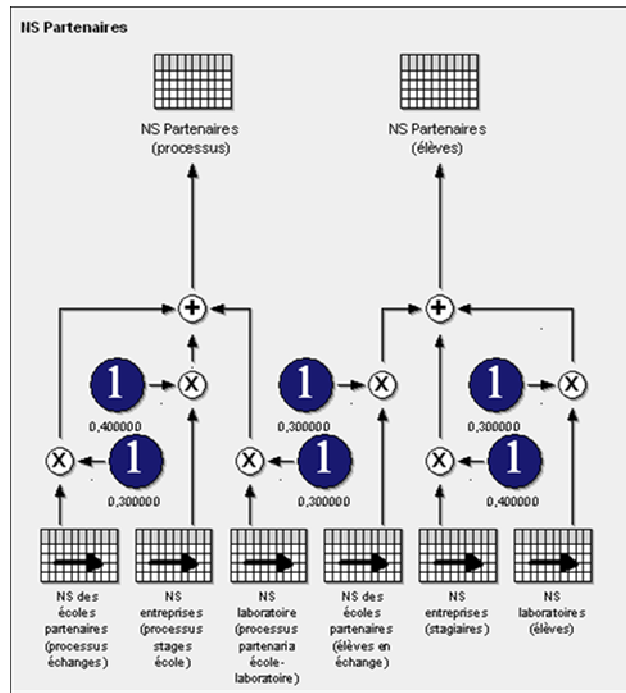 NS Partenaires
NS Partenaires
(processus)
NS Partenaires
(élèves)
+
+
1
X
1
X
1
X
0,400000
0,300000
0,300000
X
1
X
1
X
1
0,300000
0,300000
0,400000
NS des
écoles
partenaires
(processus
échanges)
NS
entreprises
(processus
stages
école)
NS
laboratoire
(processus
partenaria
école-
laboratoire)
NS des
écoles
partenaires
(élèves en
échange)
NS
entreprises
(stagiaires)
NS
laboratoires
(élèves)